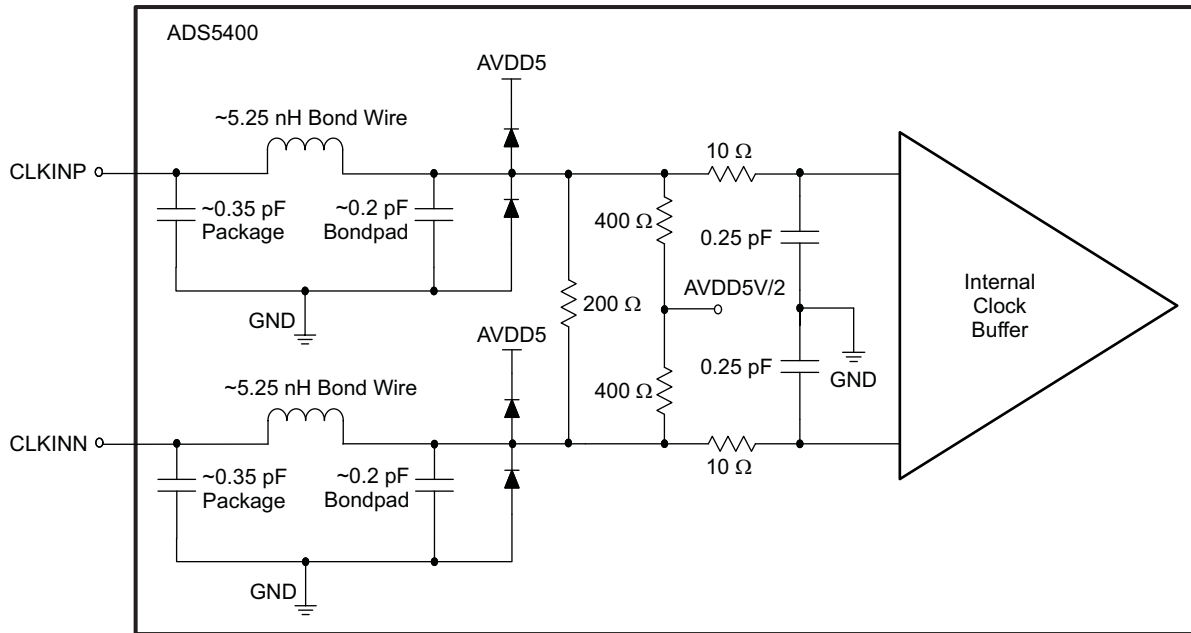 ADS5400
AVDD5
~5.25 nH Bond Wire
CLKINP
10 Ω
~0.35 pF
Package
~0.2 pF
Bondpad
400 Ω
0.25 pF
AVDD5V/2
200 Ω
Internal
Clock
Buffer
GND
AVDD5
GND
~5.25 nH Bond Wire
400 Ω
0.25 pF
CLKINN
10 Ω
~0.35 pF
Package
~0.2 pF
Bondpad
GND